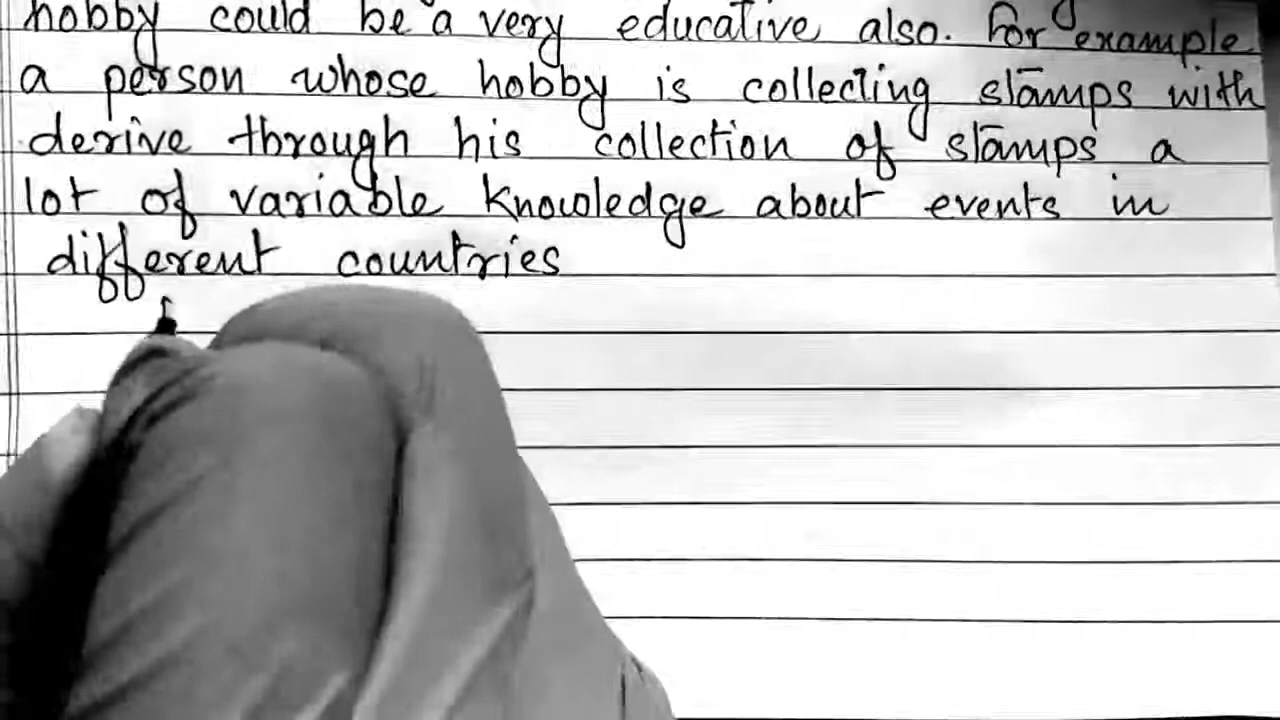 hobby could be a very educative also. For example
a person whose hobby is collecting stamps with
derive through his collection of stamps a
lot of variable knowledge about events in
different countries